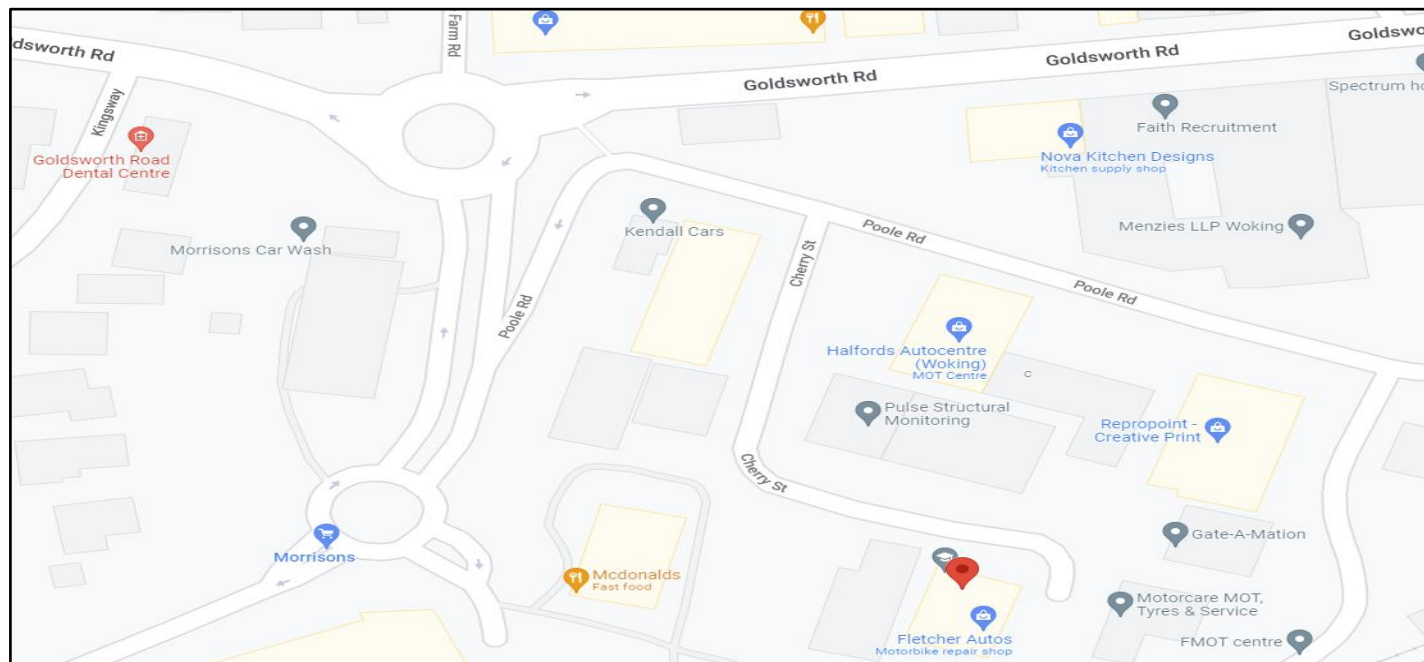 dsworth Rd
Kingsway
Farm Rd
Goldsworth Rd
Goldsworth Rd
Goldswo
Spectrum ho
Goldsworth Road
Dental Centre
Faith Recruitment
Nova Kitchen Designs
Kitchen supply shop
Morrisons Car Wash
Kendall Cars
Menzies LLP Woking
Poole Rd
Cherry St
Poole Rd
Poole Rd
Halfords Autocentre
(Woking)
MOT Centre
C
Pulse Structural
Monitoring
Repropoint -
Creative Print
Cherry St
Gate-A-Mation
Morrisons
Mcdonalds
Fast food
Motorcare MOT,
Tyres & Service
Fletcher Autos
Motorbike repair shop
FMOT centre